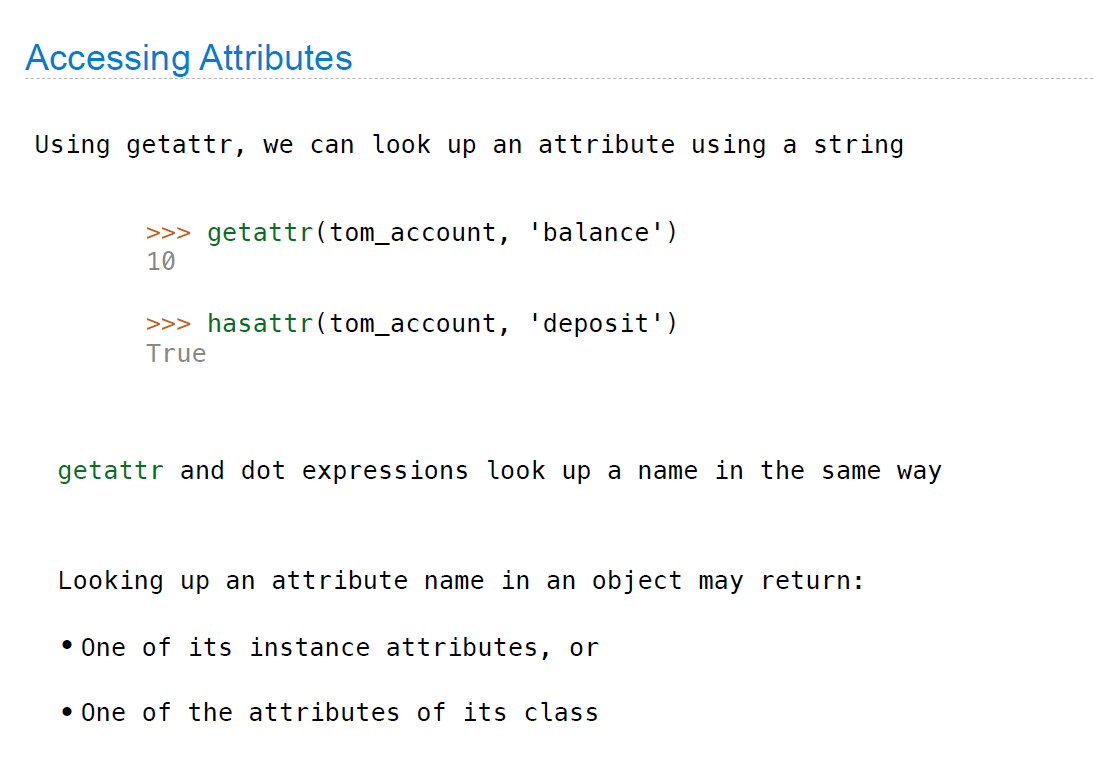 Accessing Attributes
Using getattr, we can look up an attribute using a string
>>> getattr(tom_account, 'balance')
10
>>> hasattr(tom_account, 'deposit')
True
getattr and dot expressions look up a name in the same way
Looking up an attribute name in an object may return:
• One of its instance attributes, or
• One of the attributes of its class